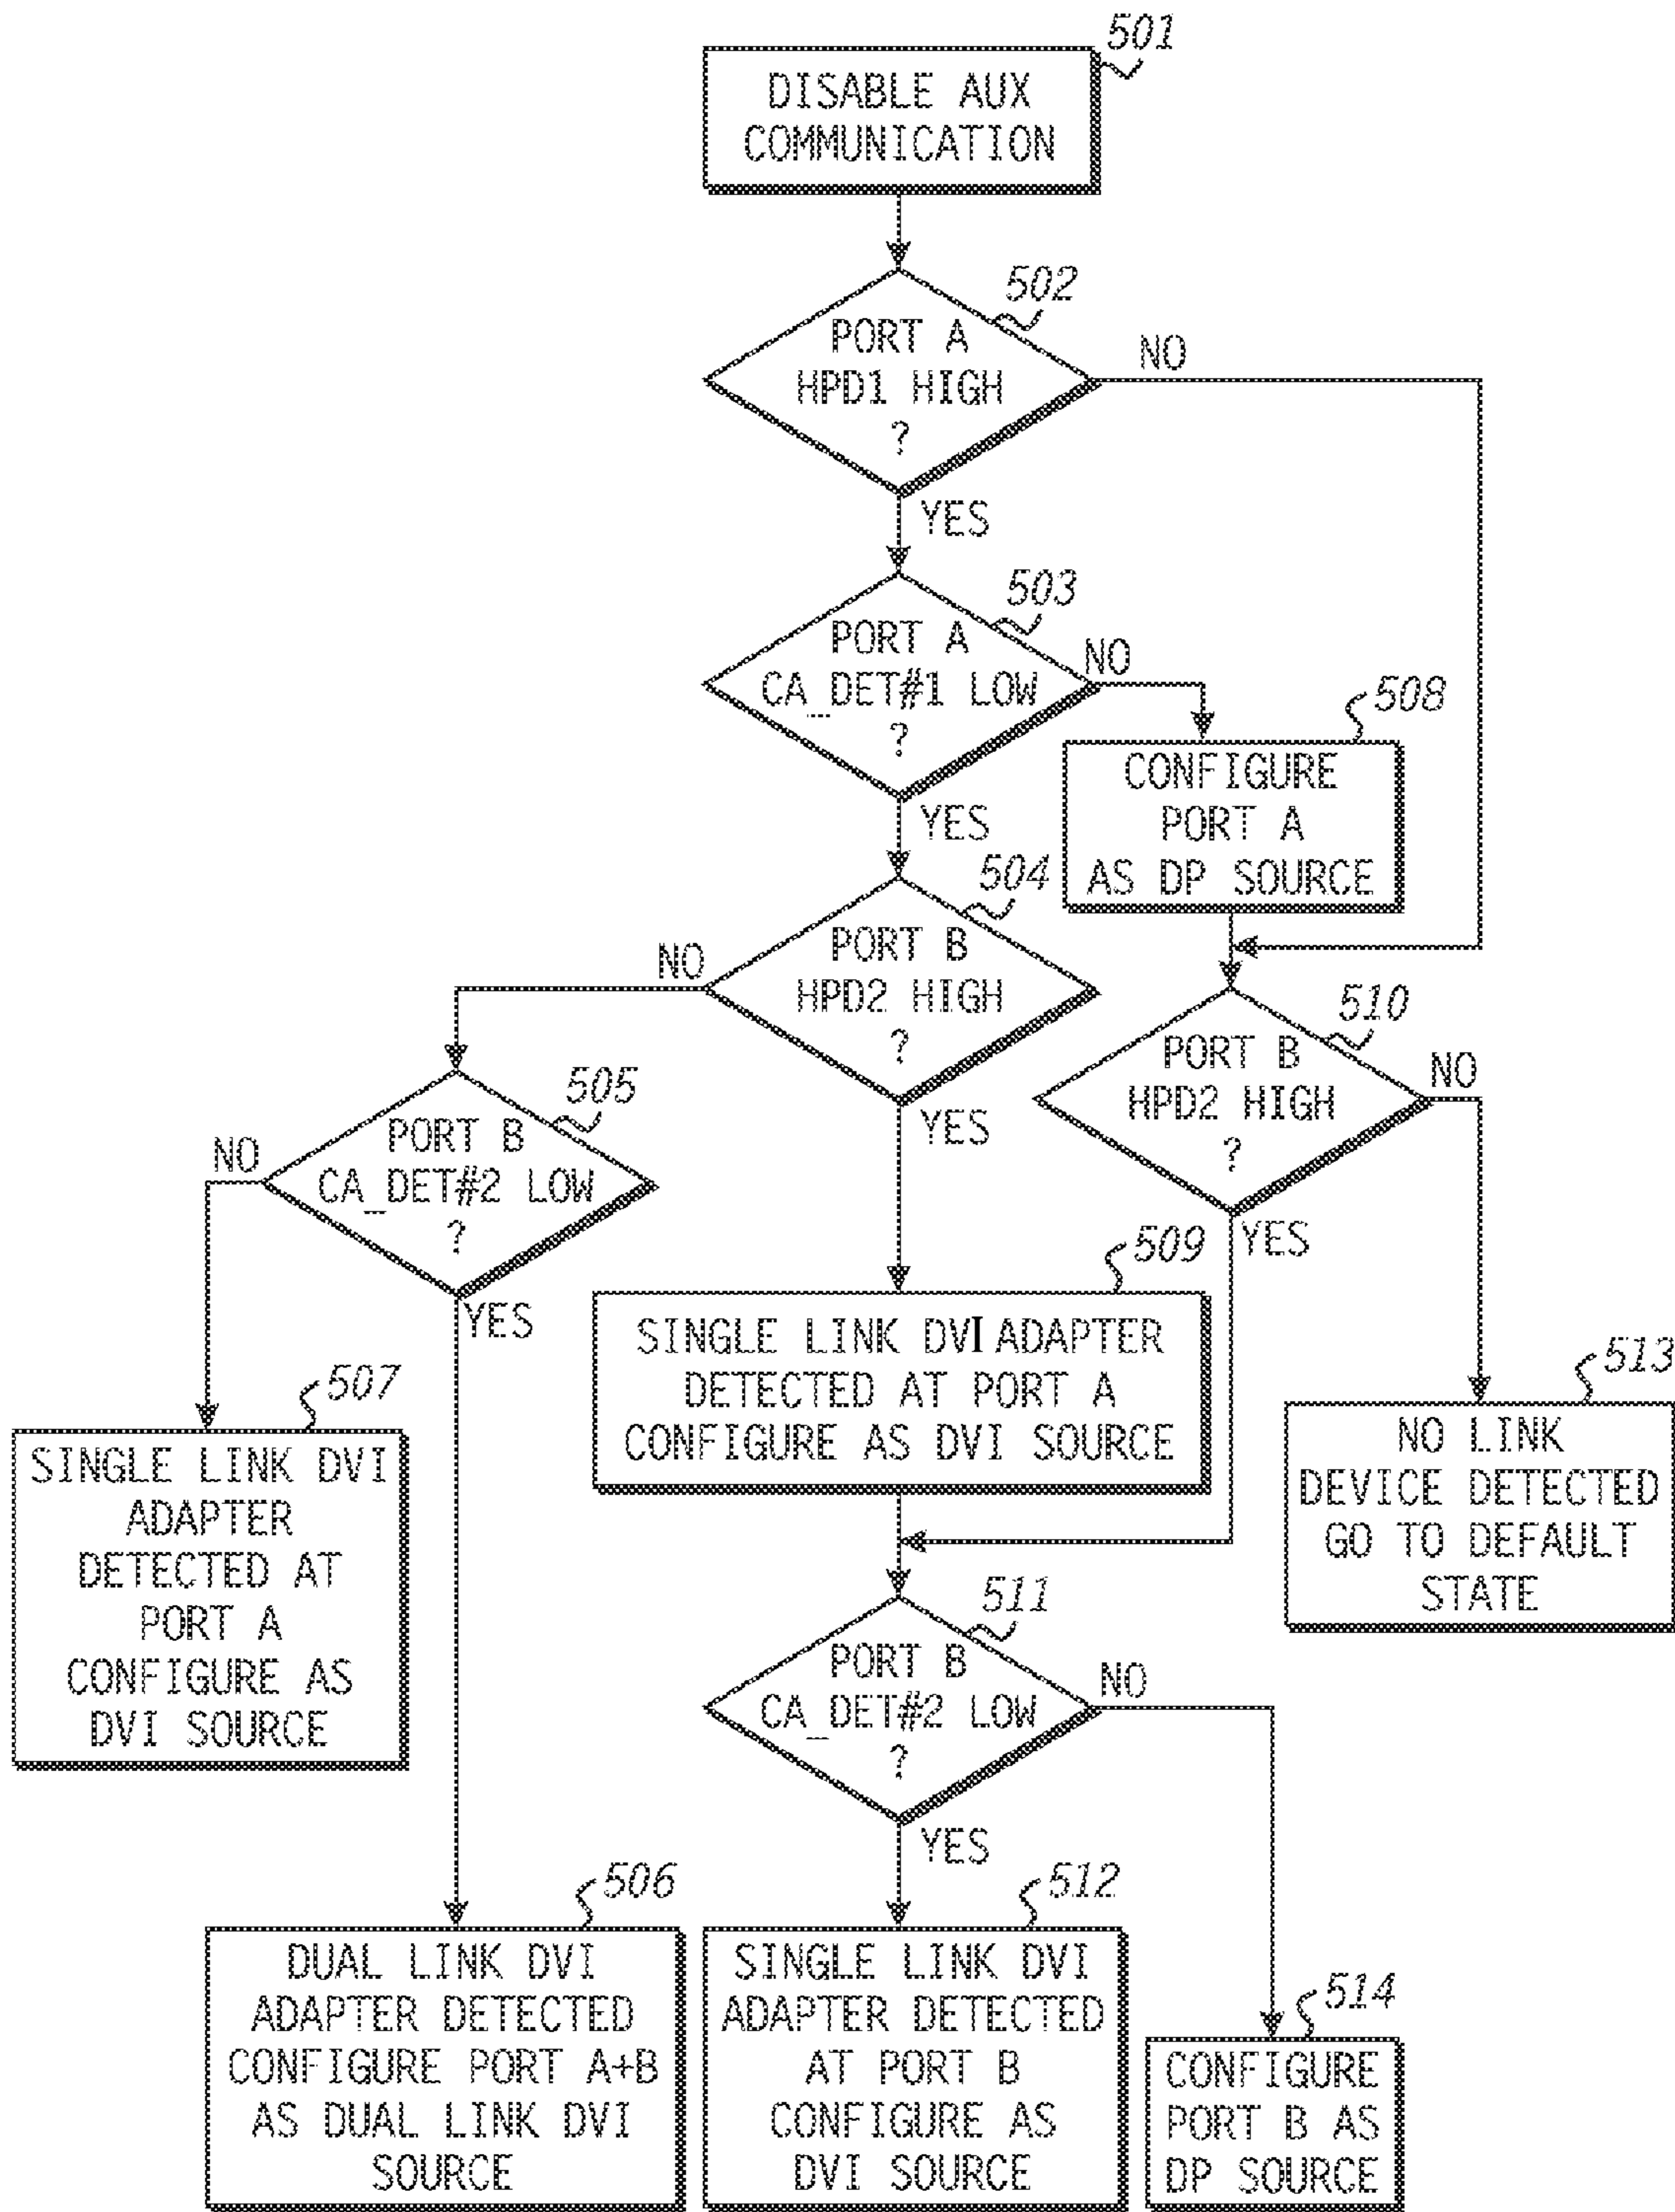 501
DISABLE AUX
COMMUNICATION
502
PORT A
HPD1 HIGH
?
NO
YES
503
PORT A
CA_DET#1 LOW
?
NO
YES
508
CONFIGURE
PORT A
AS DP SOURCE
504
PORT B
HPD2 HIGH
?
NO
YES
510
PORT B
HPD2 HIGH
?
NO
YES
505
PORT B
CA_DET#2 LOW
?
NO
YES
509
SINGLE LINK DVI ADAPTER
DETECTED AT PORT A
CONFIGURE AS DVI SOURCE
513
NO LINK
DEVICE DETECTED
GO TO DEFAULT
STATE
507
SINGLE LINK DVI
ADAPTER
DETECTED AT
PORT A
CONFIGURE AS
DVI SOURCE
511
PORT B
CA_DET#2 LOW
?
NO
YES
506
DUAL LINK DVI
ADAPTER DETECTED
CONFIGURE PORT A+B
AS DUAL LINK DVI
SOURCE
512
SINGLE LINK DVI
ADAPTER DETECTED
AT PORT B
CONFIGURE AS
DVI SOURCE
514
CONFIGURE
PORT B AS
DP SOURCE